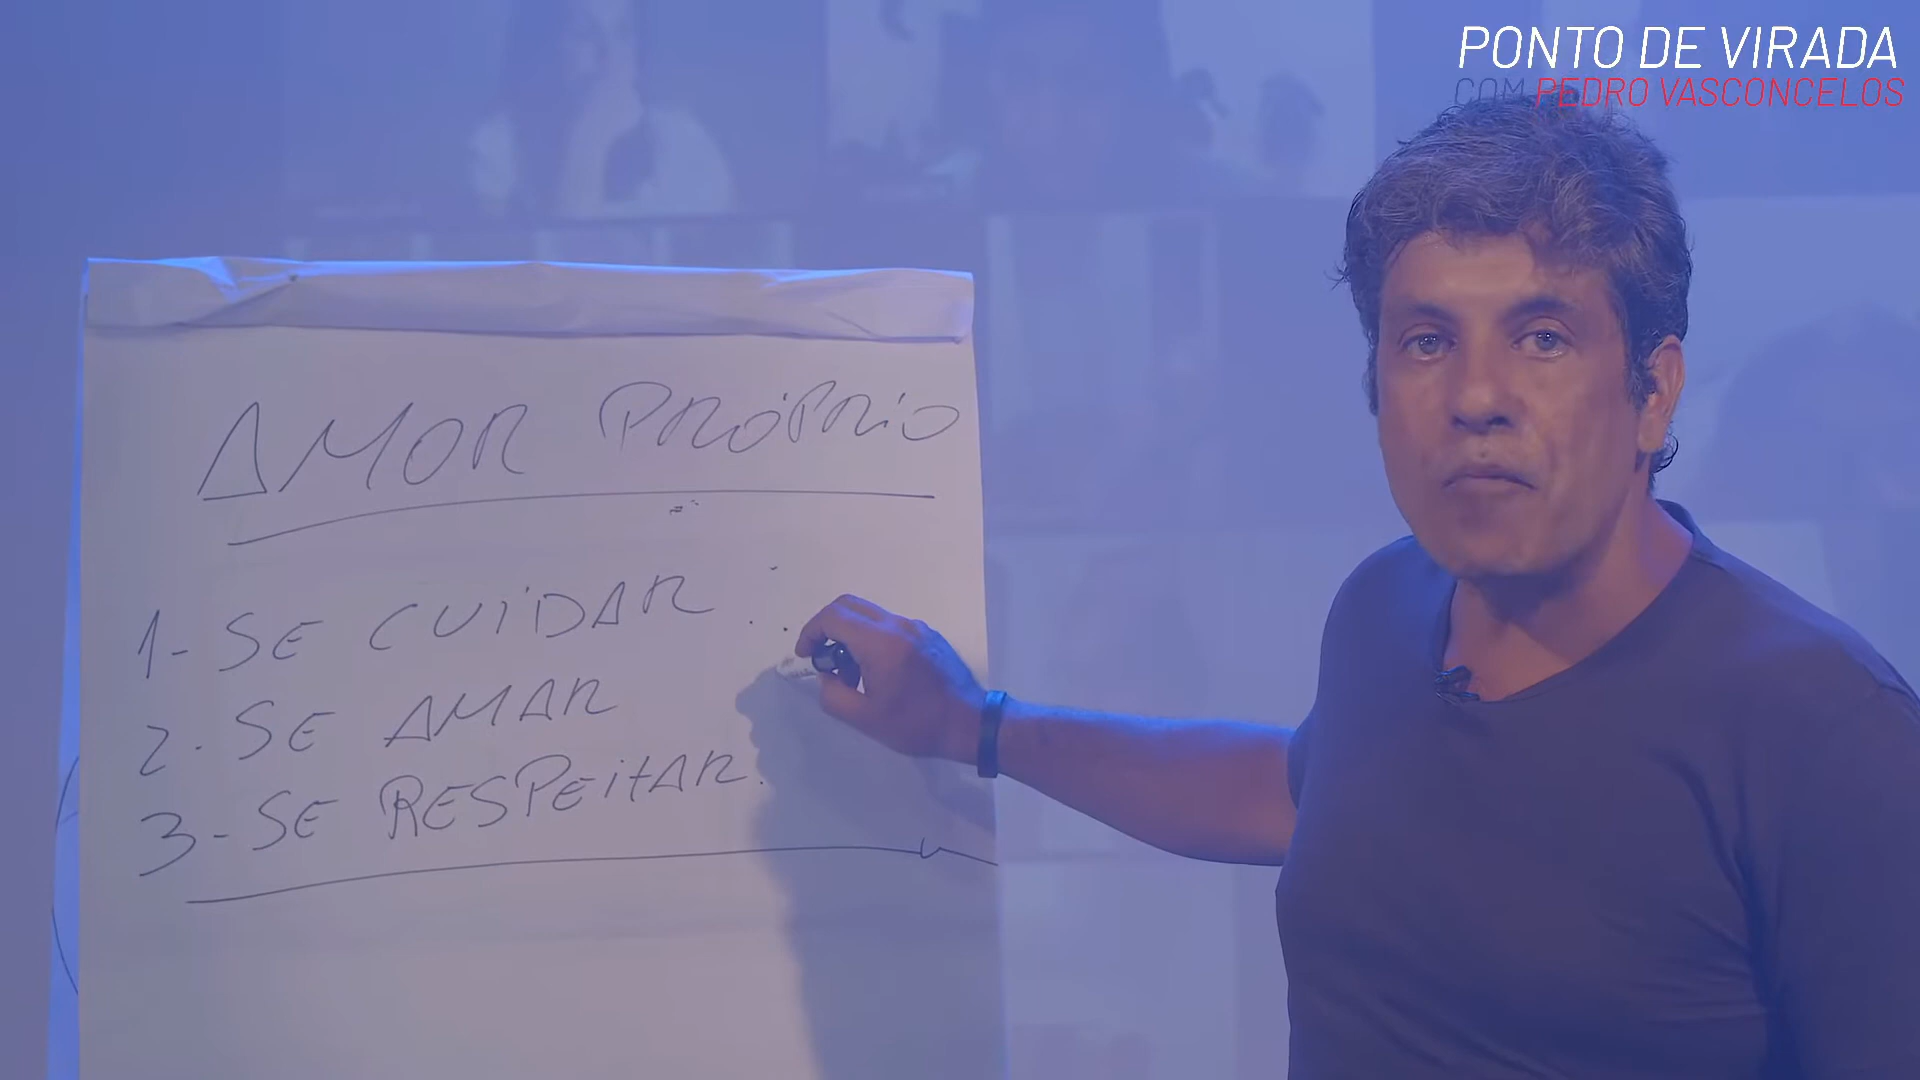 PONTO DE VIRADA
COM PEDRO VASCONCELOS
AMOR PRÓPRIO
1- SE CUIDAR
2- SE AMAR
3- SE RESPEITAR.